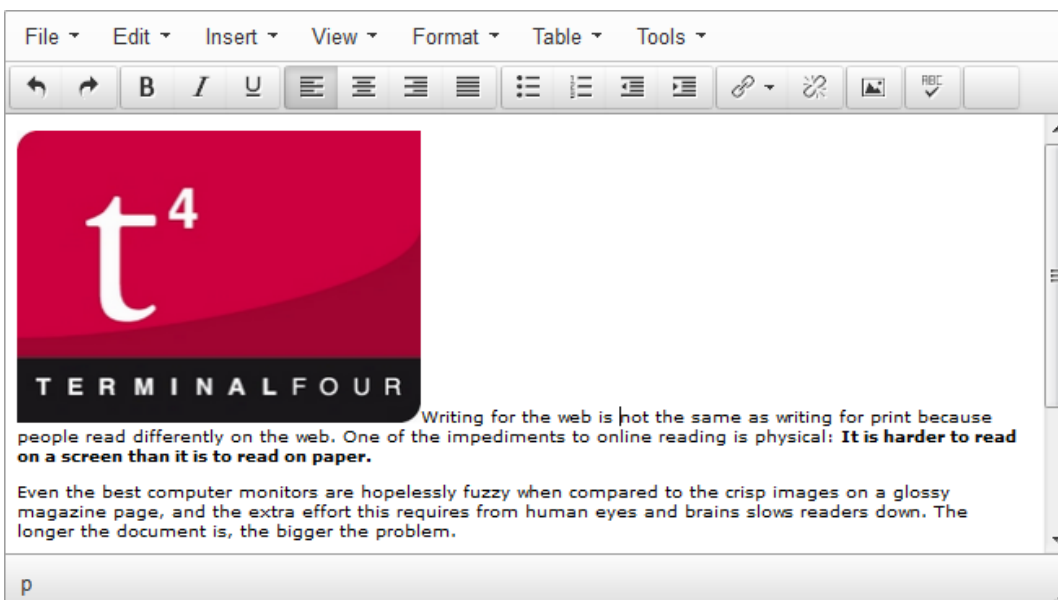 File Edit Insert View Format Table Tools
B I U ABC
t4
TERMINALFOUR
Writing for the web is not the same as writing for print because
people read differently on the web. One of the impediments to online reading is physical: It is harder to read
on a screen than it is to read on paper.
Even the best computer monitors are hopelessly fuzzy when compared to the crisp images on a glossy
magazine page, and the extra effort this requires from human eyes and brains slows readers down. The
longer the document is, the bigger the problem.
p